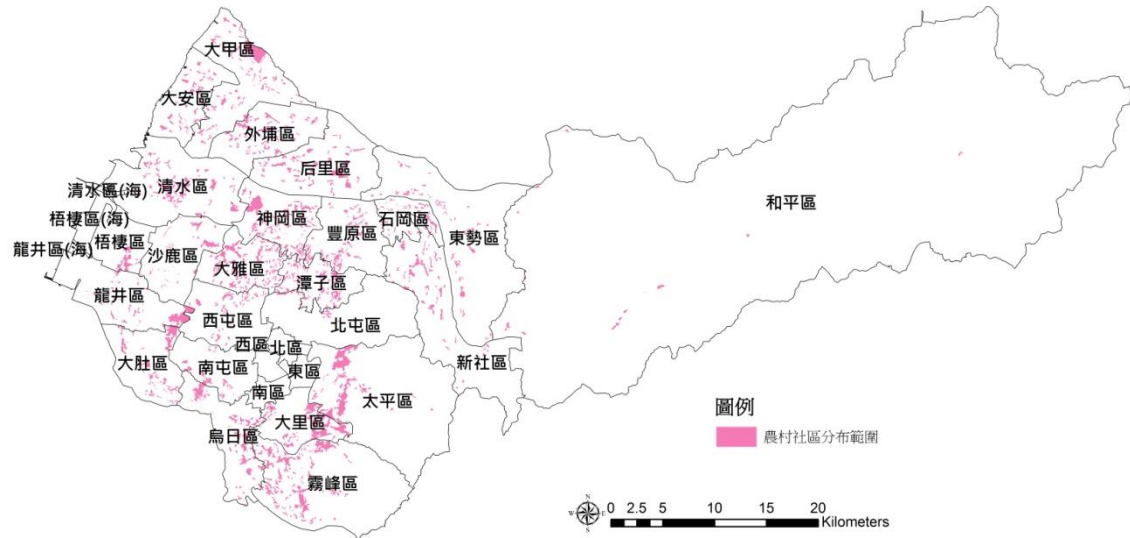 大甲區
大安區
外埔區
后里區
清水區(海)
清水區
梧棲區(海)
梧棲區
龍井區(海)
沙鹿區
神岡區
豐原區
石岡區
東勢區
和平區
大雅區
潭子區
龍井區
西屯區
北屯區
西區
北區
大肚區
南屯區
東區
新社區
南區
太平區
大里區
烏日區
霧峰區
圖例
農村社區分布範圍
N
W
E
S
0 2.5 5 10 15 20
Kilometers